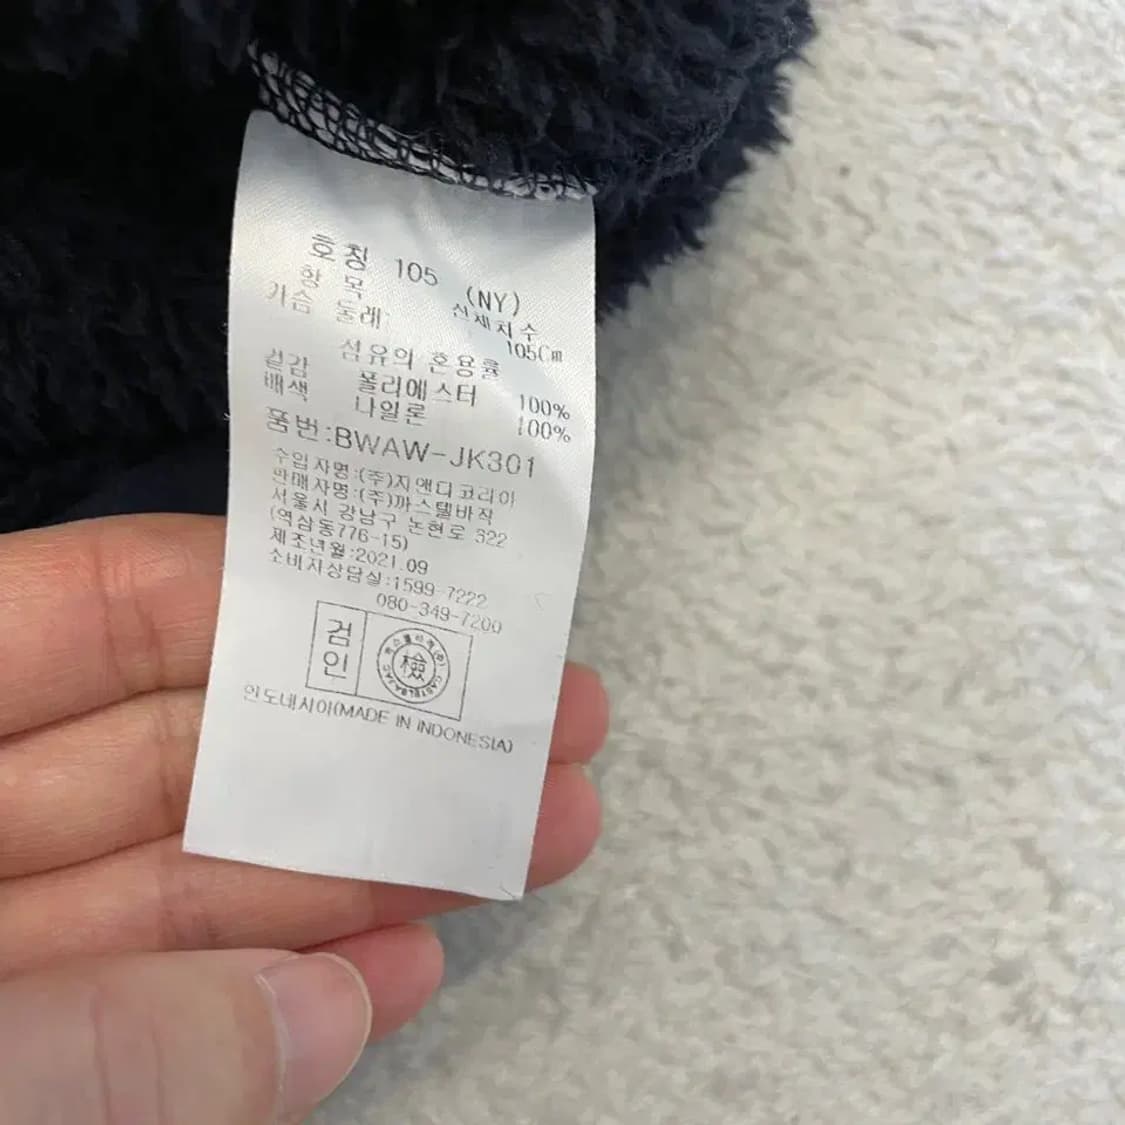 호칭 105 (NY)
항 목 신체치수
가슴 둘레 105Cm
섬유의 혼용률
겉감 폴리에스터 100%
배색 나일론 100%
품번:BWAW-JK301
수입자명:(주)지앤디코리아
판매자명:(주)까스텔바작
서울시 강남구 논현로 322
(역삼동776-15)
제조년월:2021.09
소비자상담실:1599-7222
080-349-7200
검인
檢
CASTELBAJAC
인도네시아(MADE IN INDONESIA)